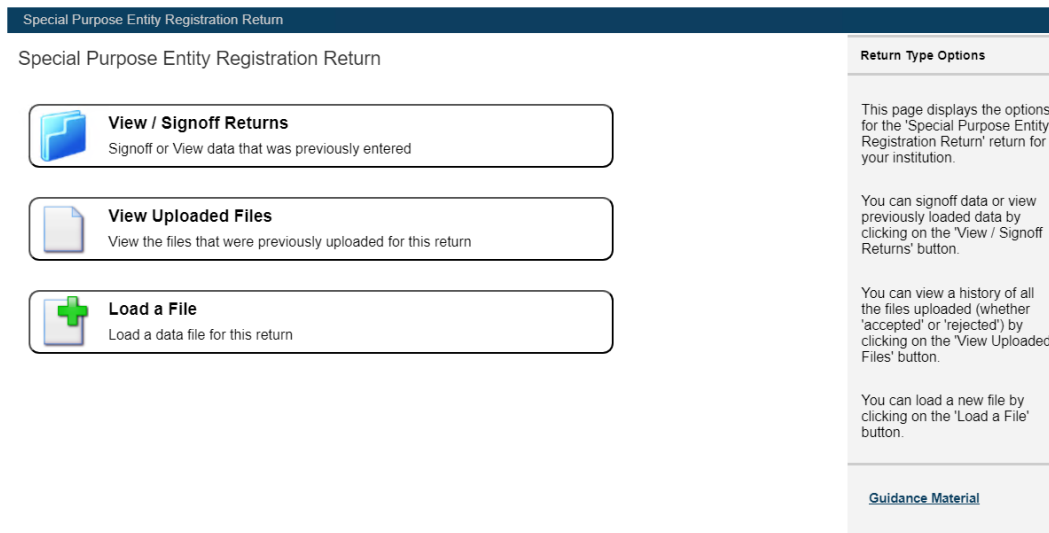 Special Purpose Entity Registration Return
Special Purpose Entity Registration Return
View / Signoff Returns
Signoff or View data that was previously entered
View Uploaded Files
View the files that were previously uploaded for this return
Load a File
Load a data file for this return
Return Type Options
This page displays the options
for the 'Special Purpose Entity
Registration Return' return for
your institution.
You can signoff data or view
previously loaded data by
clicking on the 'View / Signoff
Returns' button.
You can view a history of all
the files uploaded (whether
'accepted' or 'rejected') by
clicking on the 'View Uploaded
Files' button.
You can load a new file by
clicking on the 'Load a File'
button.
Guidance Material